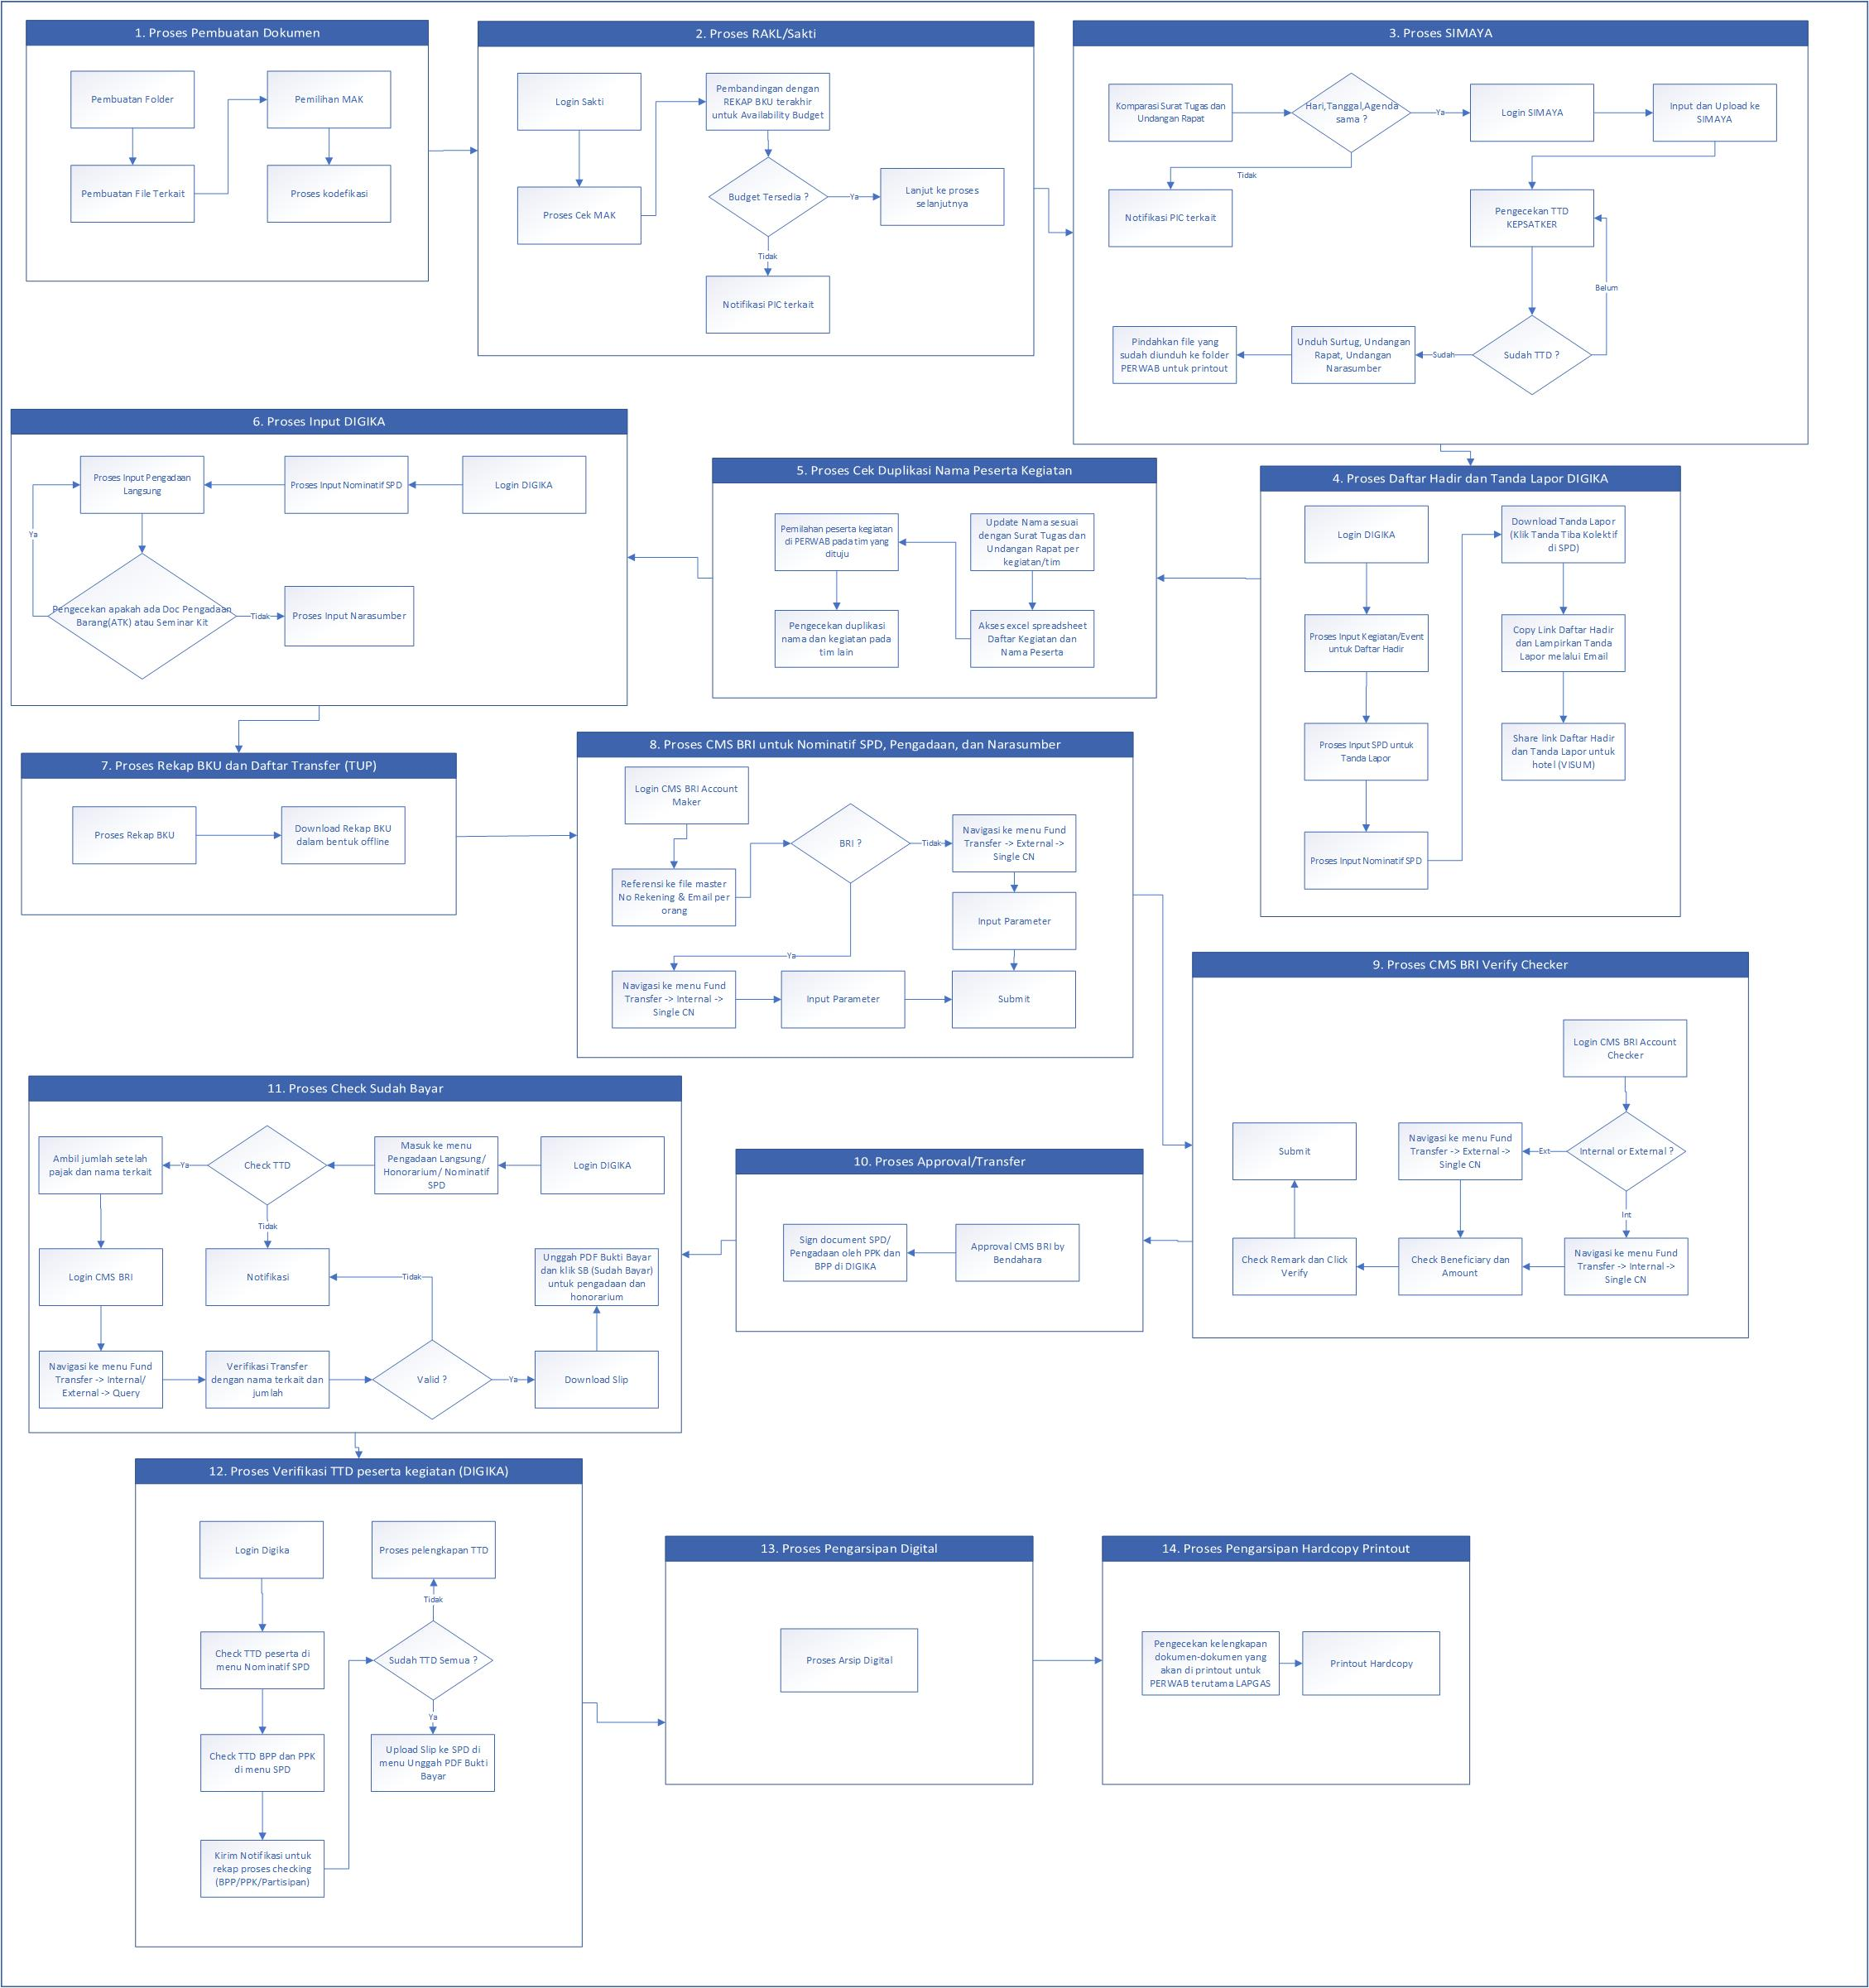 1. Proses Pembuatan Dokumen
Pembuatan Folder
Pembuatan File Terkait
Pemilihan MAK
Proses kodefikasi
2. Proses RAKL/Sakti
Login Sakti
Proses Cek MAK
Pembandingan dengan
REKAP BKU terakhir
untuk Availability Budget
Budget Tersedia ?
Ya
Lanjut ke proses
selanjutnya
Tidak
Notifikasi PIC terkait
3. Proses SIMAYA
Komparasi Surat Tugas dan
Undangan Rapat
Hari,Tanggal,Agenda
sama ?
Ya
Login SIMAYA
Input dan Upload ke
SIMAYA
Tidak
Notifikasi PIC terkait
Pengecekan TTD
KEPSATKER
Belum
Sudah TTD ?
Sudah
Unduh Surtug, Undangan
Rapat, Undangan
Narasumber
Pindahkan file yang
sudah diunduh ke folder
PERWAB untuk printout
4. Proses Daftar Hadir dan Tanda Lapor DIGIKA
Login DIGIKA
Proses Input Kegiatan/Event
untuk Daftar Hadir
Proses Input SPD untuk
Tanda Lapor
Proses Input Nominatif SPD
Download Tanda Lapor
(Klik Tanda Tiba Kolektif
di SPD)
Copy Link Daftar Hadir
dan Lampirkan Tanda
Lapor melalui Email
Share link Daftar Hadir
dan Tanda Lapor untuk
hotel (VISUM)
5. Proses Cek Duplikasi Nama Peserta Kegiatan
Update Nama sesuai
dengan Surat Tugas dan
Undangan Rapat per
kegiatan/tim
Akses excel spreadsheet
Daftar Kegiatan dan
Nama Peserta
Pemilahan peserta kegiatan
di PERWAB pada tim yang
dituju
Pengecekan duplikasi
nama dan kegiatan pada
tim lain
6. Proses Input DIGIKA
Login DIGIKA
Proses Input Nominatif SPD
Proses Input Pengadaan
Langsung
Ya
Pengecekan apakah ada Doc Pengadaan
Barang(ATK) atau Seminar Kit
Tidak
Proses Input Narasumber
7. Proses Rekap BKU dan Daftar Transfer (TUP)
Proses Rekap BKU
Download Rekap BKU
dalam bentuk offline
8. Proses CMS BRI untuk Nominatif SPD, Pengadaan, dan Narasumber
Login CMS BRI Account
Maker
Referensi ke file master
No Rekening & Email per
orang
BRI ?
Tidak
Navigasi ke menu Fund
Transfer -> External ->
Single CN
Input Parameter
Ya
Navigasi ke menu Fund
Transfer -> Internal ->
Single CN
Input Parameter
Submit
9. Proses CMS BRI Verify Checker
Login CMS BRI Account
Checker
Internal or External ?
Ext
Navigasi ke menu Fund
Transfer -> External ->
Single CN
Int
Navigasi ke menu Fund
Transfer -> Internal ->
Single CN
Check Beneficiary dan
Amount
Check Remark dan Click
Verify
Submit
10. Proses Approval/Transfer
Approval CMS BRI by
Bendahara
Sign document SPD/
Pengadaan oleh PPK dan
BPP di DIGIKA
11. Proses Check Sudah Bayar
Login DIGIKA
Masuk ke menu
Pengadaan Langsung/
Honorarium/ Nominatif
SPD
Check TTD
Ya
Ambil jumlah setelah
pajak dan nama terkait
Tidak
Notifikasi
Login CMS BRI
Navigasi ke menu Fund
Transfer -> Internal/
External -> Query
Verifikasi Transfer
dengan nama terkait dan
jumlah
Valid ?
Tidak
Ya
Download Slip
Unggah PDF Bukti Bayar
dan klik SB (Sudah Bayar)
untuk pengadaan dan
honorarium
12. Proses Verifikasi TTD peserta kegiatan (DIGIKA)
Login Digika
Check TTD peserta di
menu Nominatif SPD
Check TTD BPP dan PPK
di menu SPD
Kirim Notifikasi untuk
rekap proses checking
(BPP/PPK/Partisipan)
Sudah TTD Semua ?
Tidak
Proses pelengkapan TTD
Ya
Upload Slip ke SPD di
menu Unggah PDF Bukti
Bayar
13. Proses Pengarsipan Digital
Proses Arsip Digital
14. Proses Pengarsipan Hardcopy Printout
Pengecekan kelengkapan
dokumen-dokumen yang
akan di printout untuk
PERWAB terutama LAPGAS
Printout Hardcopy